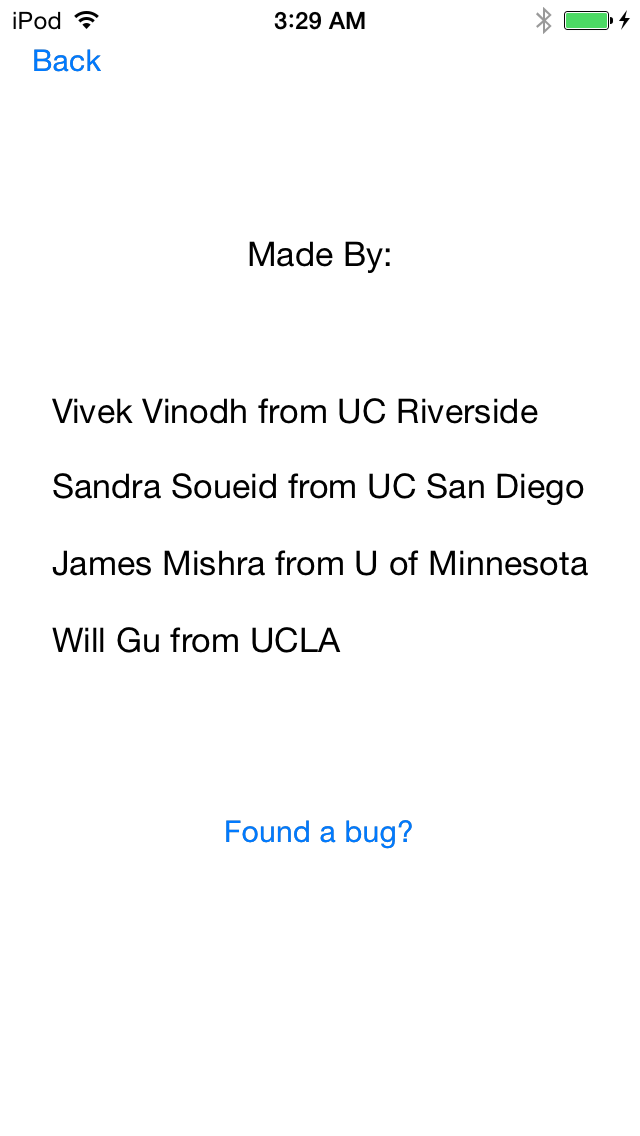 iPod 3:29 AM
Back
Made By:
Vivek Vinodh from UC Riverside
Sandra Soueid from UC San Diego
James Mishra from U of Minnesota
Will Gu from UCLA
Found a bug?